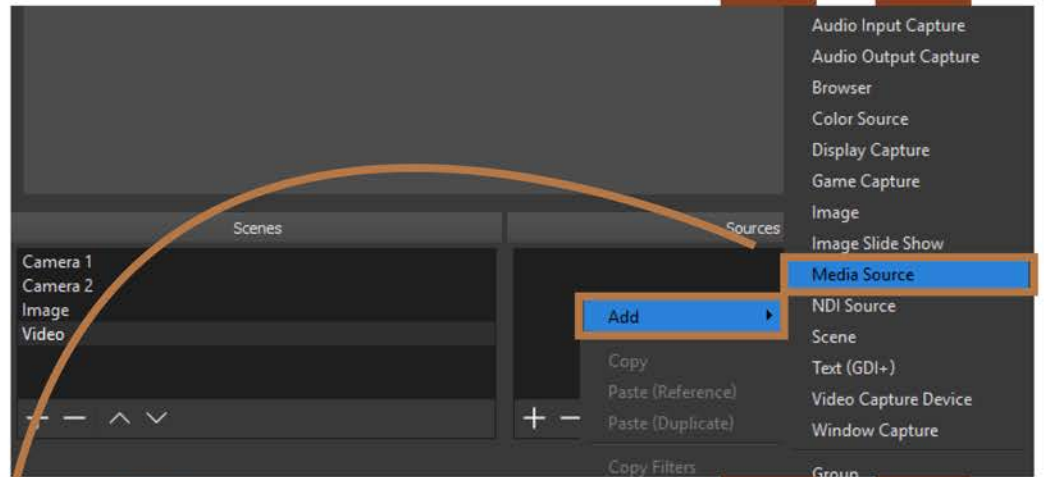 Scenes
Camera 1
Camera 2
Image
Video
Sources
Add
Copy
Paste (Reference)
Paste (Duplicate)
Copy Filters
Audio Input Capture
Audio Output Capture
Browser
Color Source
Display Capture
Game Capture
Image
Image Slide Show
Media Source
NDI Source
Scene
Text (GDI+)
Video Capture Device
Window Capture
Group